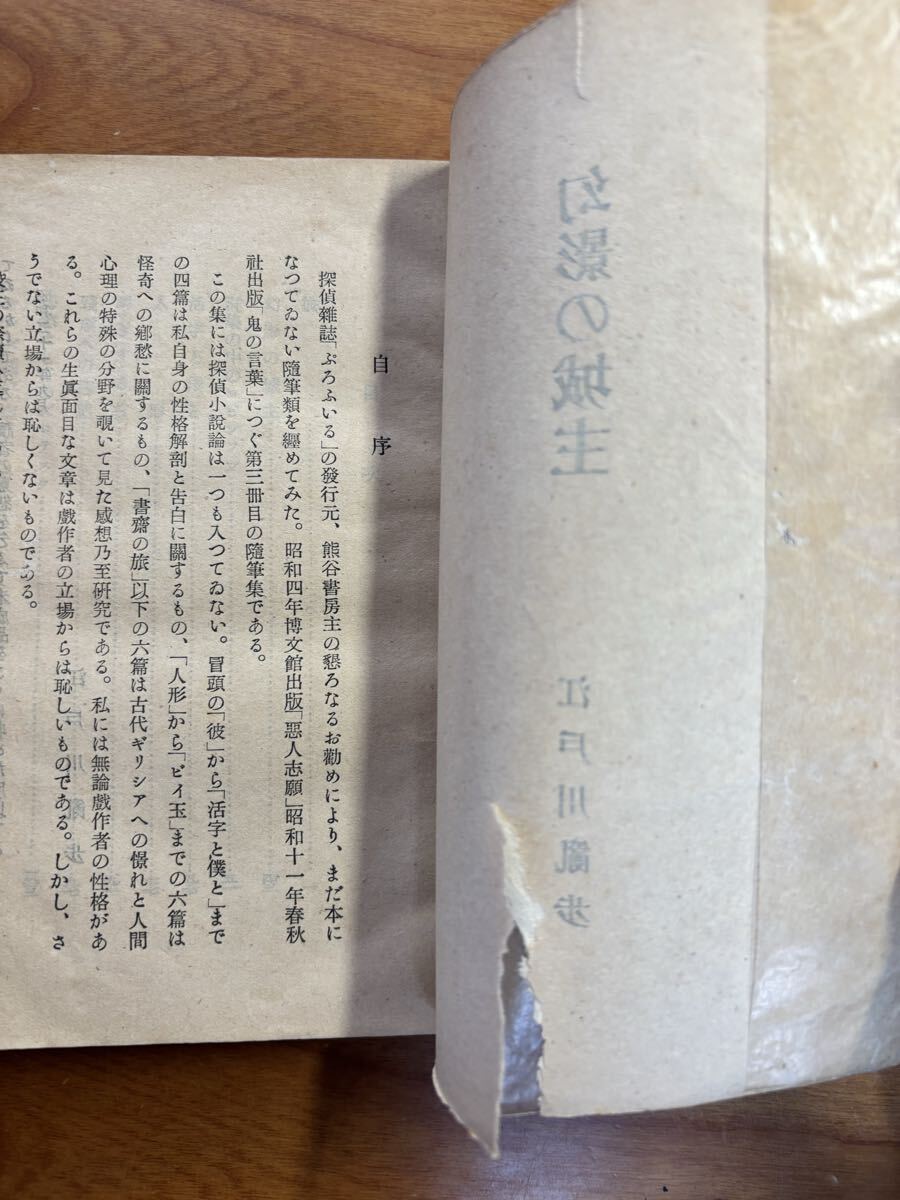 幻影の城主
江戸川亂歩
自序
探偵雜誌「ぷろふいる」の發行元、熊谷書房主の懇ろなるお勸めにより、まだ本に
なつてゐない隨筆類を纒めてみた。昭和四年博文館出版「惡人志願」昭和十一年春秋
社出版「鬼の言葉」につぐ第三冊目の隨筆集である。
この集には探偵小說論は一つも入つてゐない。冒頭の「彼」から「活字と僕と」まで
の四篇は私自身の性格解剖と告白に關するもの、「人形」から「ビイ玉」までの六篇は
怪奇への鄕愁に關するもの、「書齋の旅」以下の六篇は古代ギリシアへの憬れと人間
心理の特殊の分野を覗いて見た感想乃至硏究である。私には無論戲作者の性格があ
る。これらの生眞面目な文章は戲作者の立場からは恥しいものである。しかし、さ
うでない立場からは恥しくないものである。